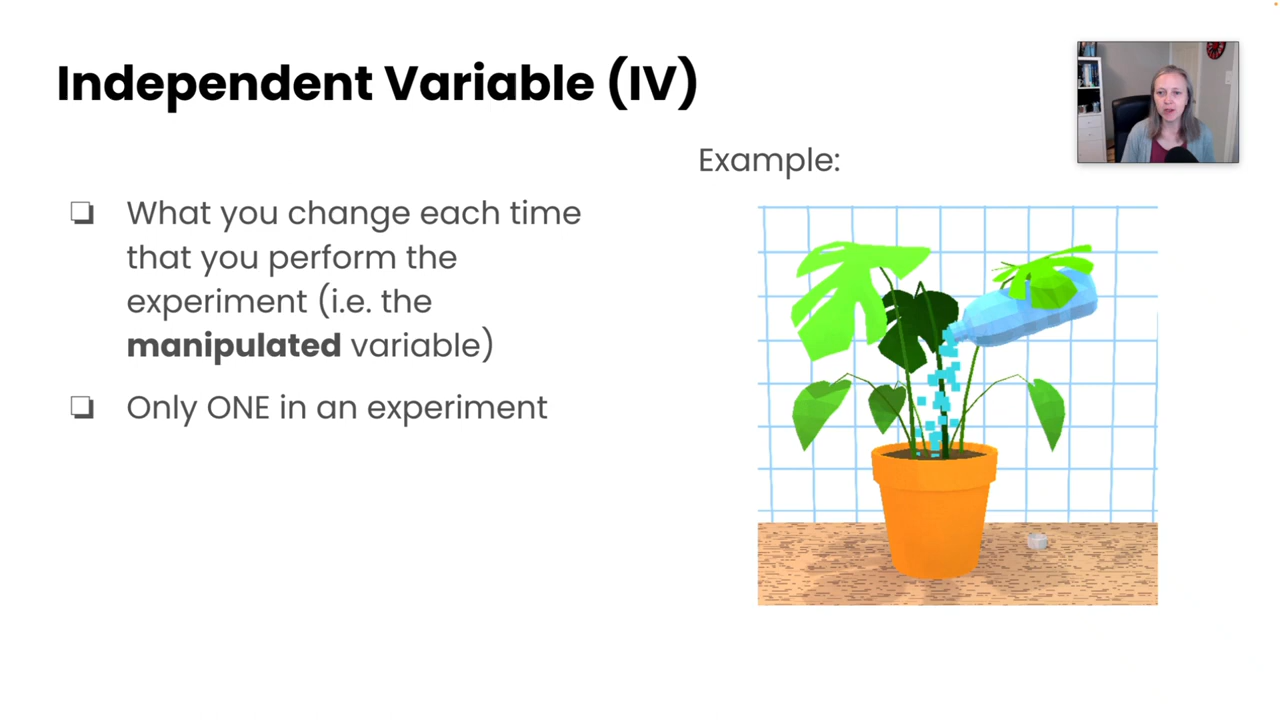 Independent Variable (IV)
Example:
❏ What you change each time
that you perform the
experiment (i.e. the
manipulated variable)
❏ Only ONE in an experiment